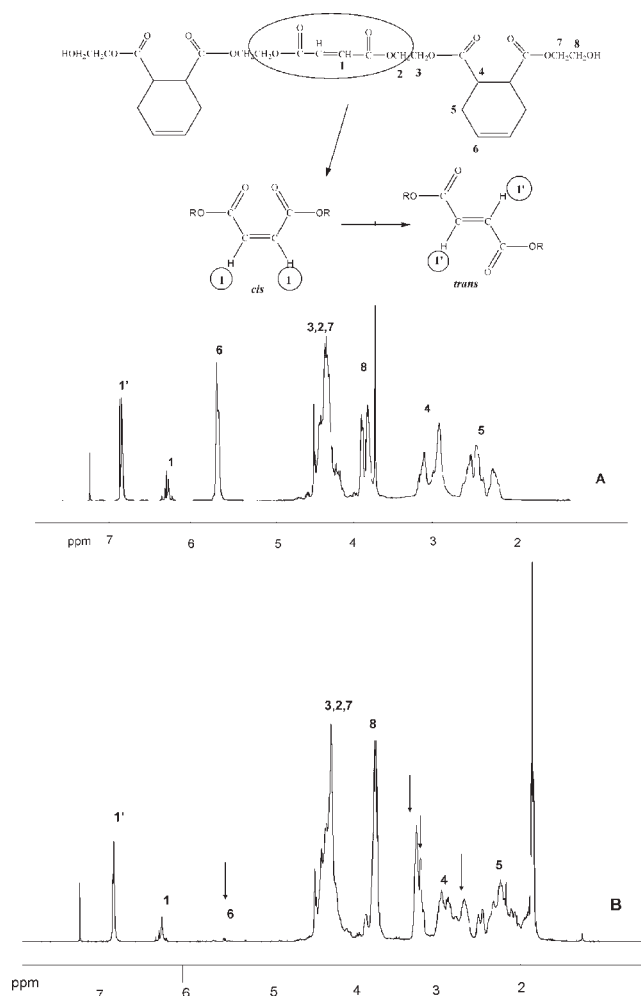 O O O H O O O
HOH₂CH₂CO OCH₂CH₂O H OCH₂CH₂O OCH₂CH₂OH
1 2 3 4 7 8
5
6
O O
RO OR
H H
1 1
cis
O
RO H 1'
H OR
1' O
trans
3,2,7
6
8
1'
4
5
1
A
ppm 7 6 5 4 3 2
3,2,7
8
1'
5
4
1
6
B
ppm 7 6 5 4 3 2